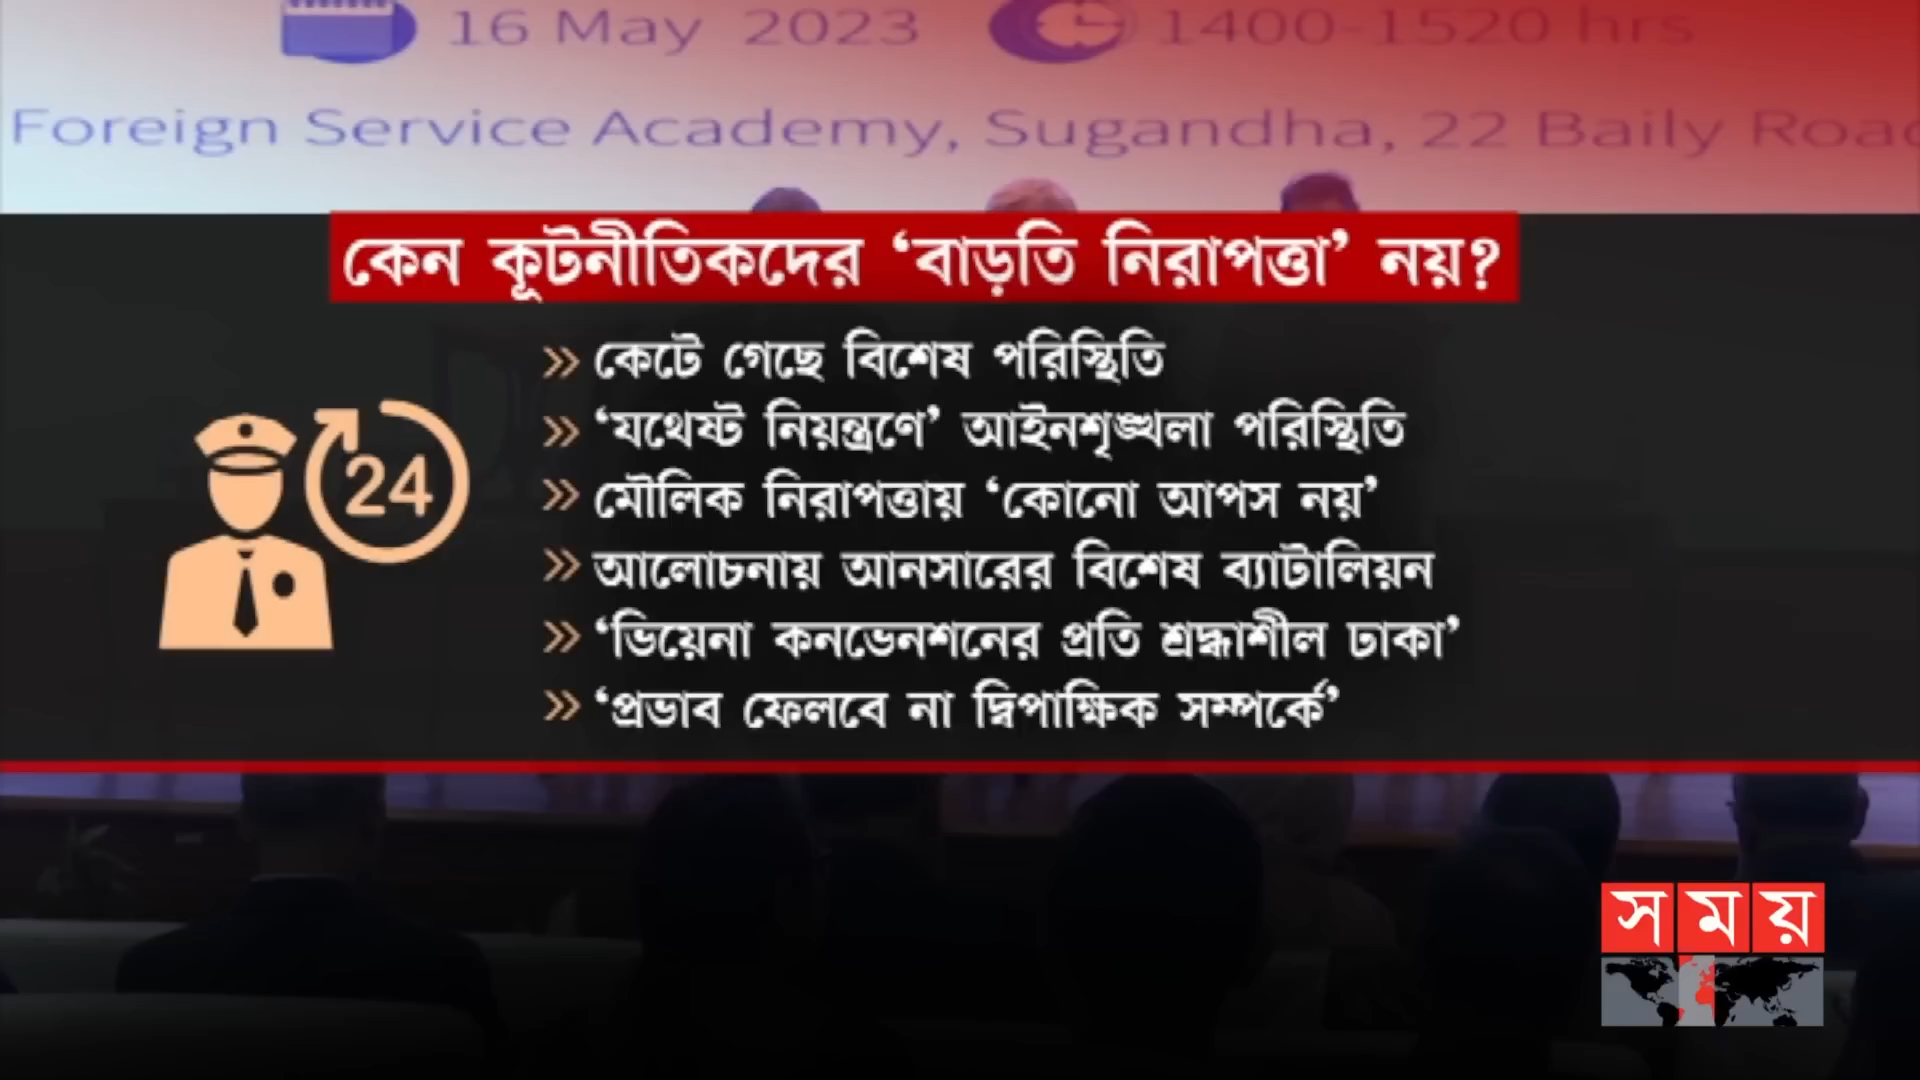 16 May 2023 1400-1520 hrs
Foreign Service Academy, Sugandha, 22 Baily Road
কেন কূটনীতিকদের ‘বাড়তি নিরাপত্তা’ নয়?
» কেটে গেছে বিশেষ পরিস্থিতি
» ‘যথেষ্ট নিয়ন্ত্রণে’ আইনশৃঙ্খলা পরিস্থিতি
» মৌলিক নিরাপত্তায় ‘কোনো আপস নয়’
» আলোচনায় আনসারের বিশেষ ব্যাটালিয়ন
» ‘ভিয়েনা কনভেনশনের প্রতি শ্রদ্ধাশীল ঢাকা’
» ‘প্রভাব ফেলবে না দ্বিপাক্ষিক সম্পর্কে’
24
সময়